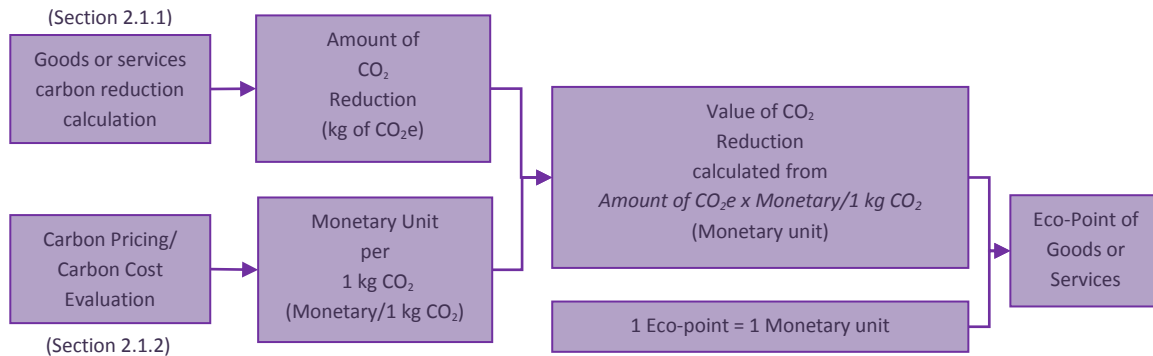 (Section 2.1.1)
Goods or services
carbon reduction
calculation
Amount of
CO₂
Reduction
(kg of CO₂e)
Carbon Pricing/
Carbon Cost
Evaluation
(Section 2.1.2)
Monetary Unit
per
1 kg CO₂
(Monetary/1 kg CO₂)
Value of CO₂
Reduction
calculated from
Amount of CO₂e x Monetary/1 kg CO₂
(Monetary unit)
1 Eco-point = 1 Monetary unit
Eco-Point of
Goods or
Services